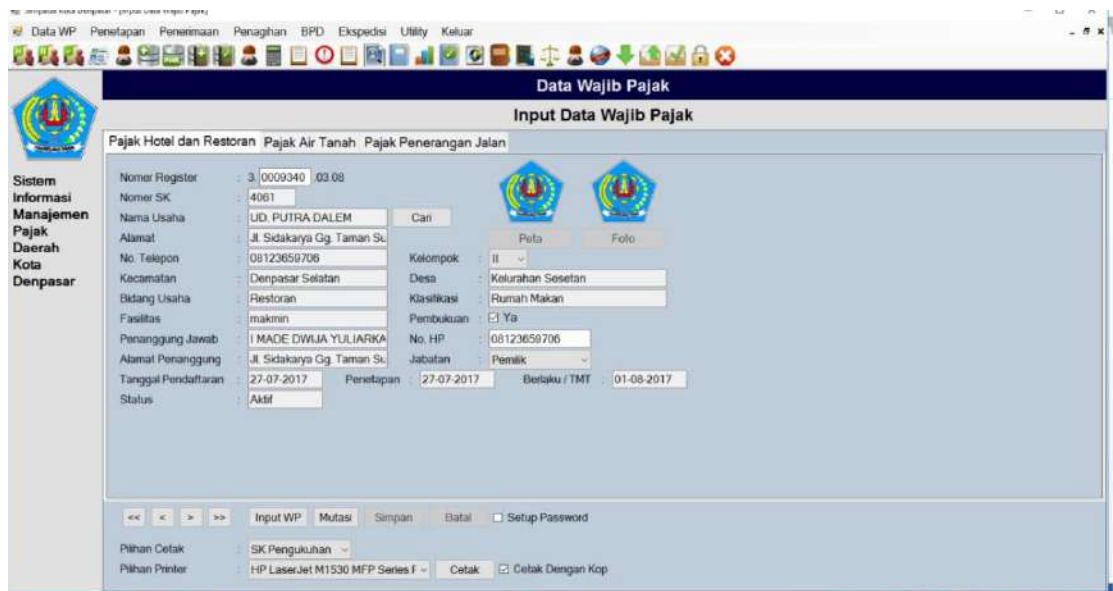 Data WP Penetapan Penerimaan Penagihan BPD Ekspedisi Utility Keluar
Data Wajib Pajak
Input Data Wajib Pajak
Sistem
Informasi
Manajemen
Pajak
Daerah
Kota
Denpasar
Pajak Hotel dan Restoran Pajak Air Tanah Pajak Penerangan Jalan
Nomer Register : 3. 0009340 .03.08
Nomer SK : 4061
Nama Usaha : UD. PUTRA DALEM Cari
Alamat : Jl. Sidakarya Gg. Taman Su Peta Foto
No. Telepon : 08123659706 Kelompok : II
Kecamatan : Denpasar Selatan Desa : Kelurahan Sesetan
Bidang Usaha : Restoran Klasifikasi : Rumah Makan
Fasilitas : makmin Pembukuan : Ya
Penanggung Jawab : I MADE DWIJA YULIARKA No. HP : 08123659706
Alamat Penanggung : Jl. Sidakarya Gg. Taman Su Jabatan : Pemilik
Tanggal Pendaftaran : 27-07-2017 Penetapan : 27-07-2017 Berlaku / TMT : 01-08-2017
Status : Aktif
<< < > >> Input WP Mutasi Simpan Batal Setup Password
Pilihan Cetak : SK Pengukuhan
Pilihan Printer : HP LaserJet M1530 MFP Series F Cetak Cetak Dengan Kop